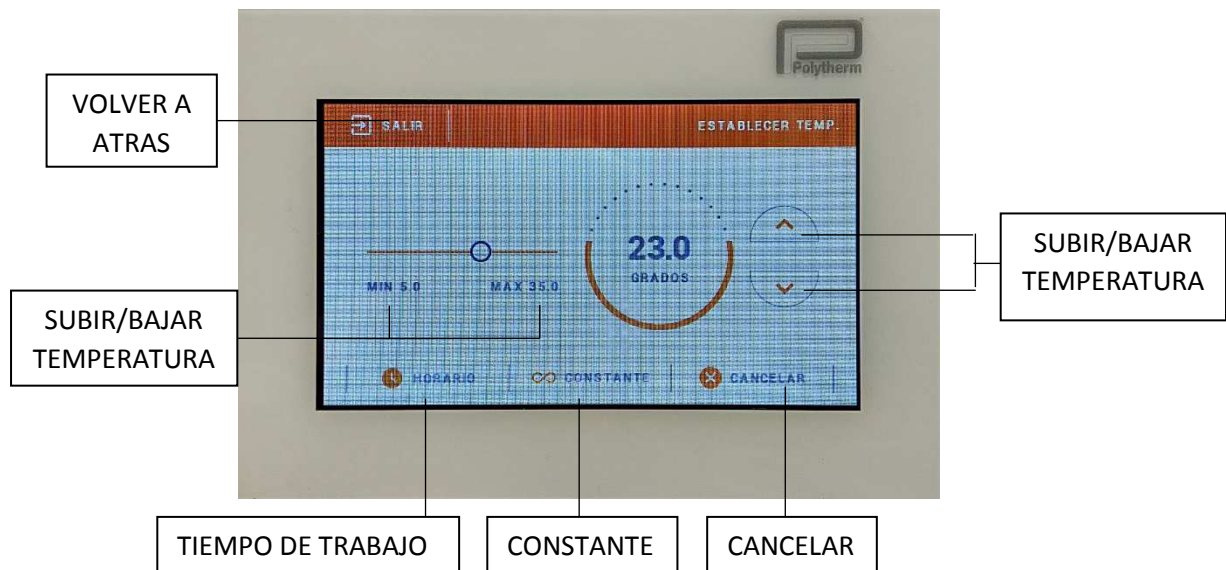 Polytherm
VOLVER A
ATRAS
SALIR
ESTABLECER TEMP.
23.0
GRADOS
MIN 5.0
MAX 35.0
SUBIR/BAJAR
TEMPERATURA
SUBIR/BAJAR
TEMPERATURA
HORARIO
CONSTANTE
CANCELAR
TIEMPO DE TRABAJO
CONSTANTE
CANCELAR